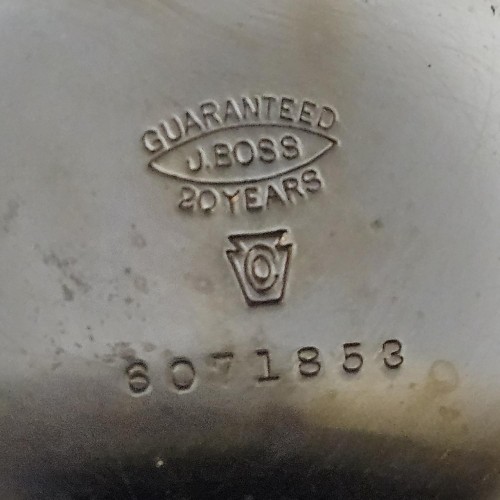 GUARANTEED
J.BOSS
20 YEARS
O
6071853